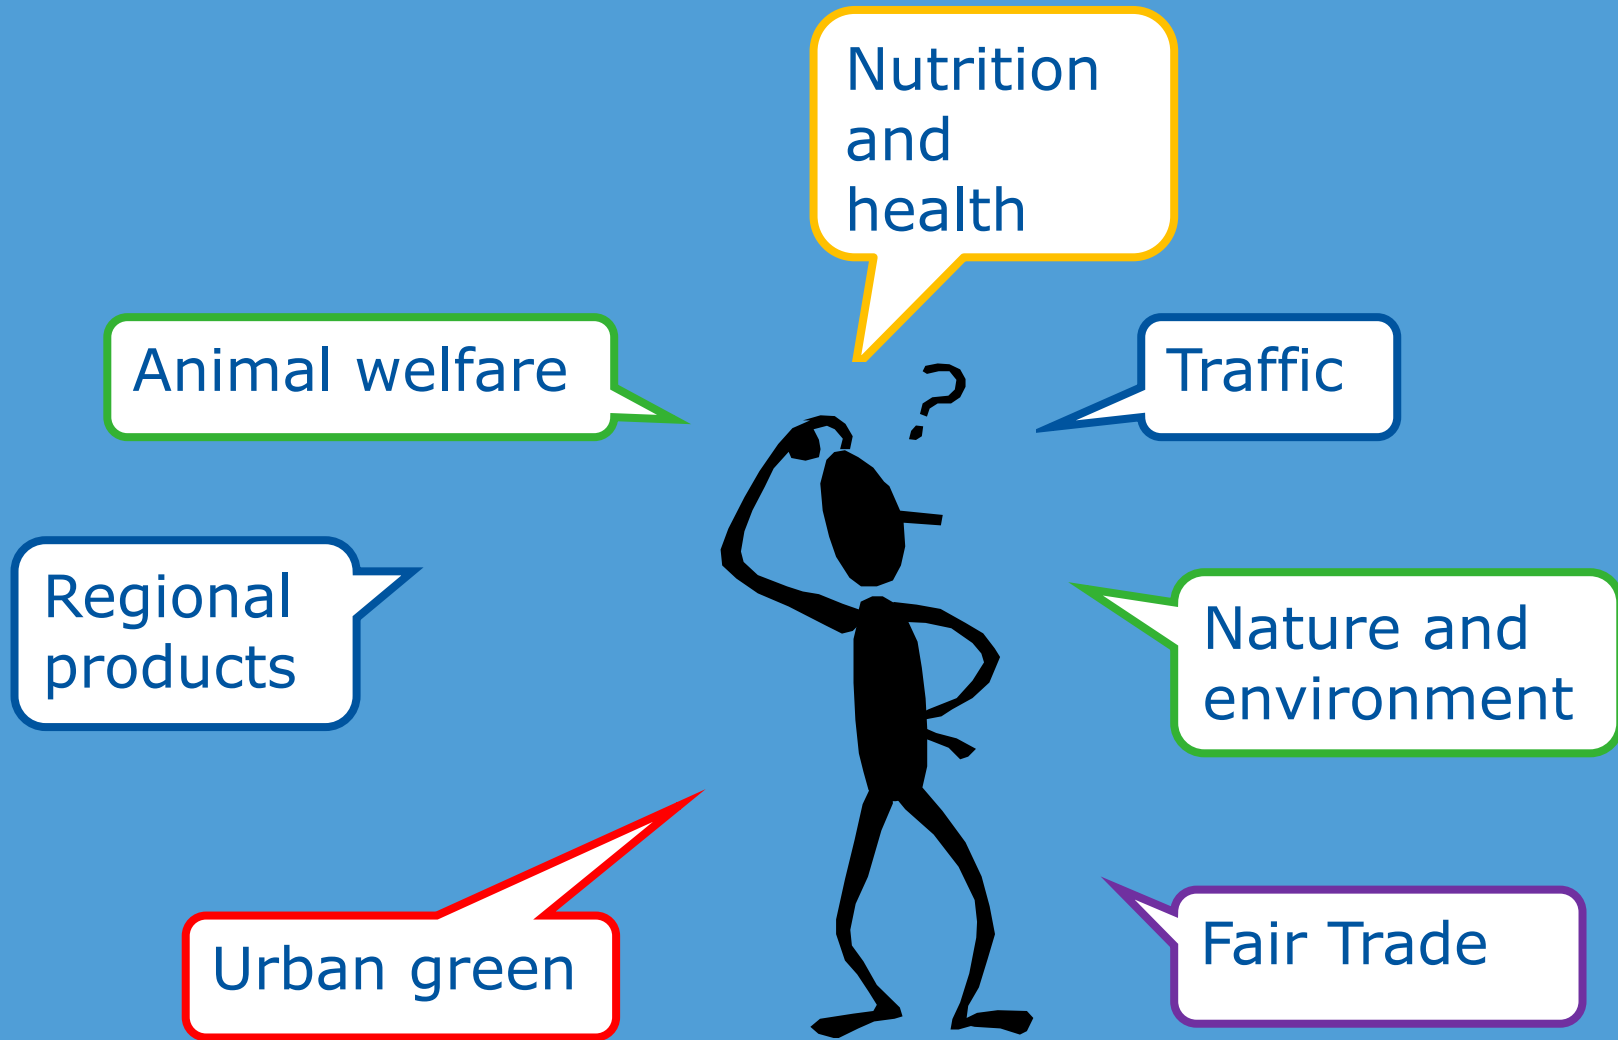 Nutrition
and
health
Animal welfare
Traffic
?
Regional
products
Nature and
environment
Urban green
Fair Trade